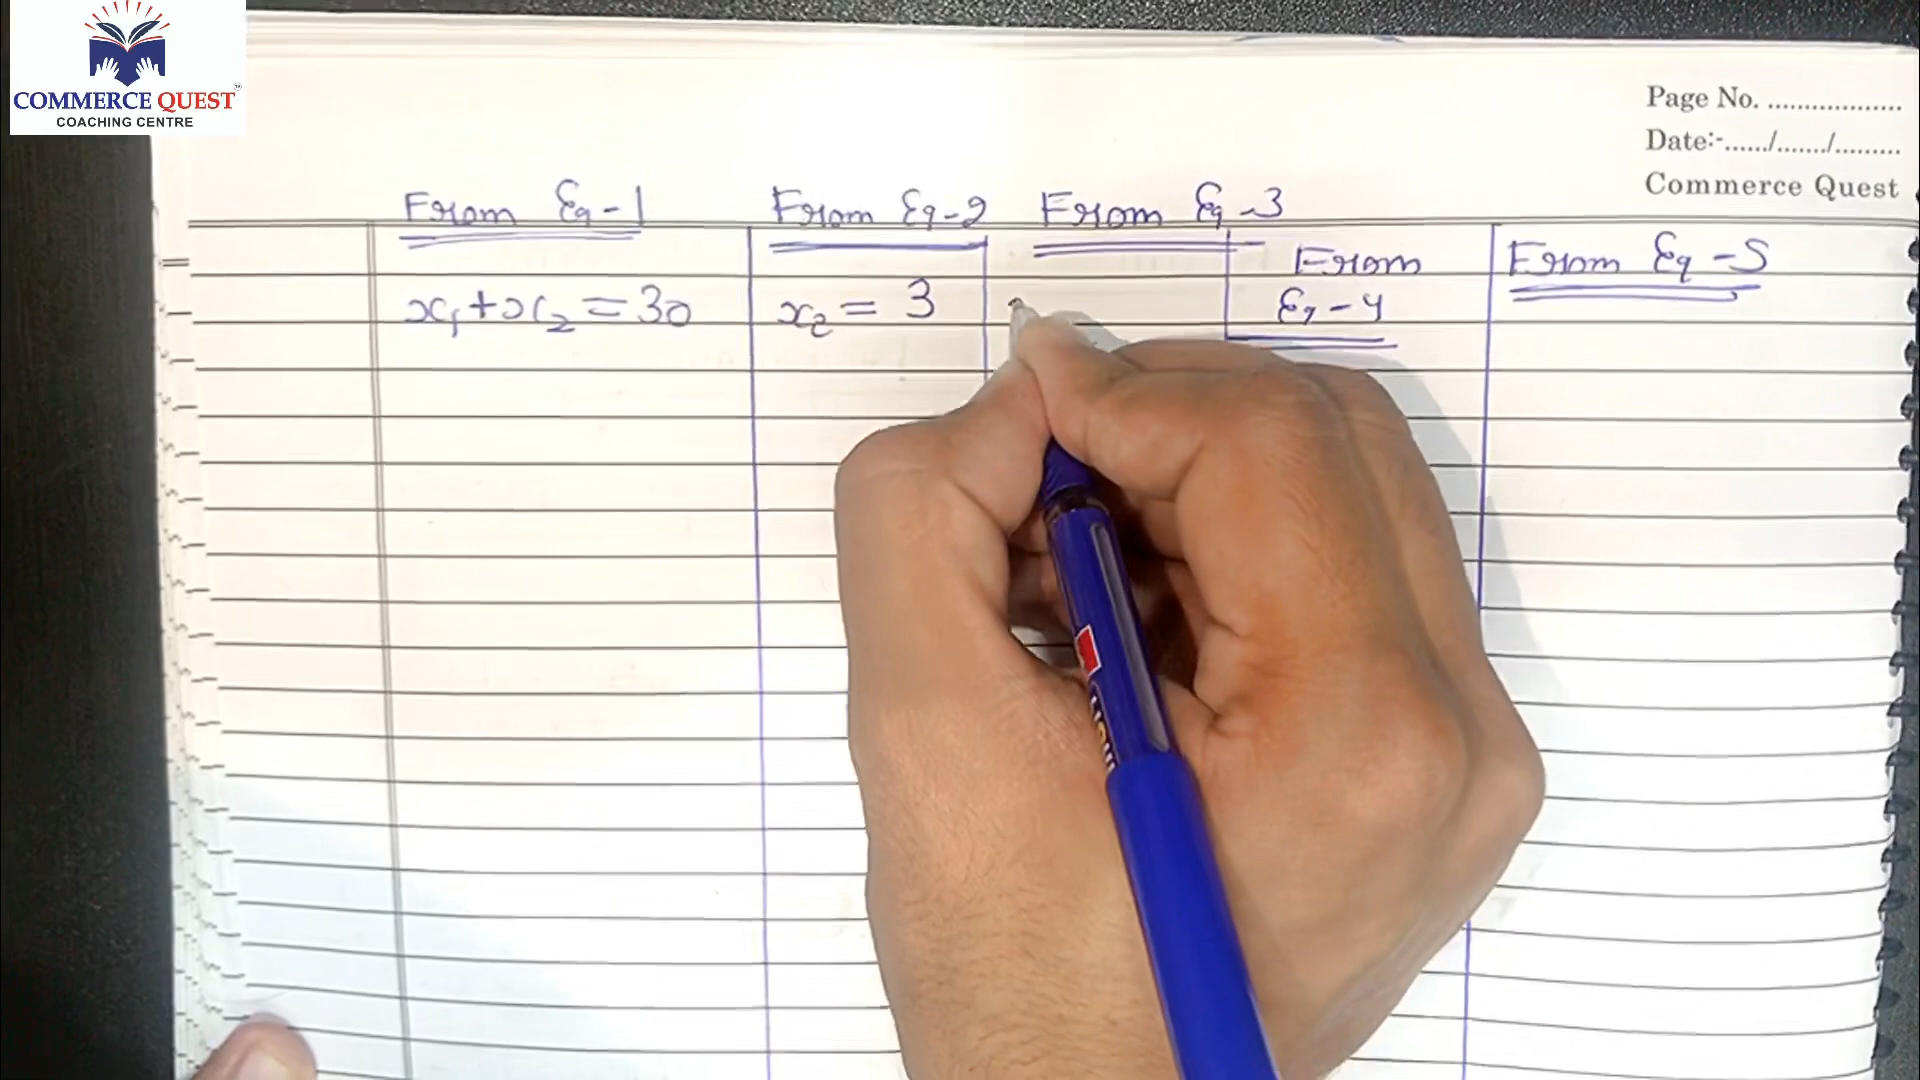 COMMERCE QUEST
COACHING CENTRE
Page No. ..................
Date:-....../......./.........
Commerce Quest
From Eq-1
From Eq-2
From Eq-3
From Eq-4
From Eq-5
x₁+x₂=30
x₂=3